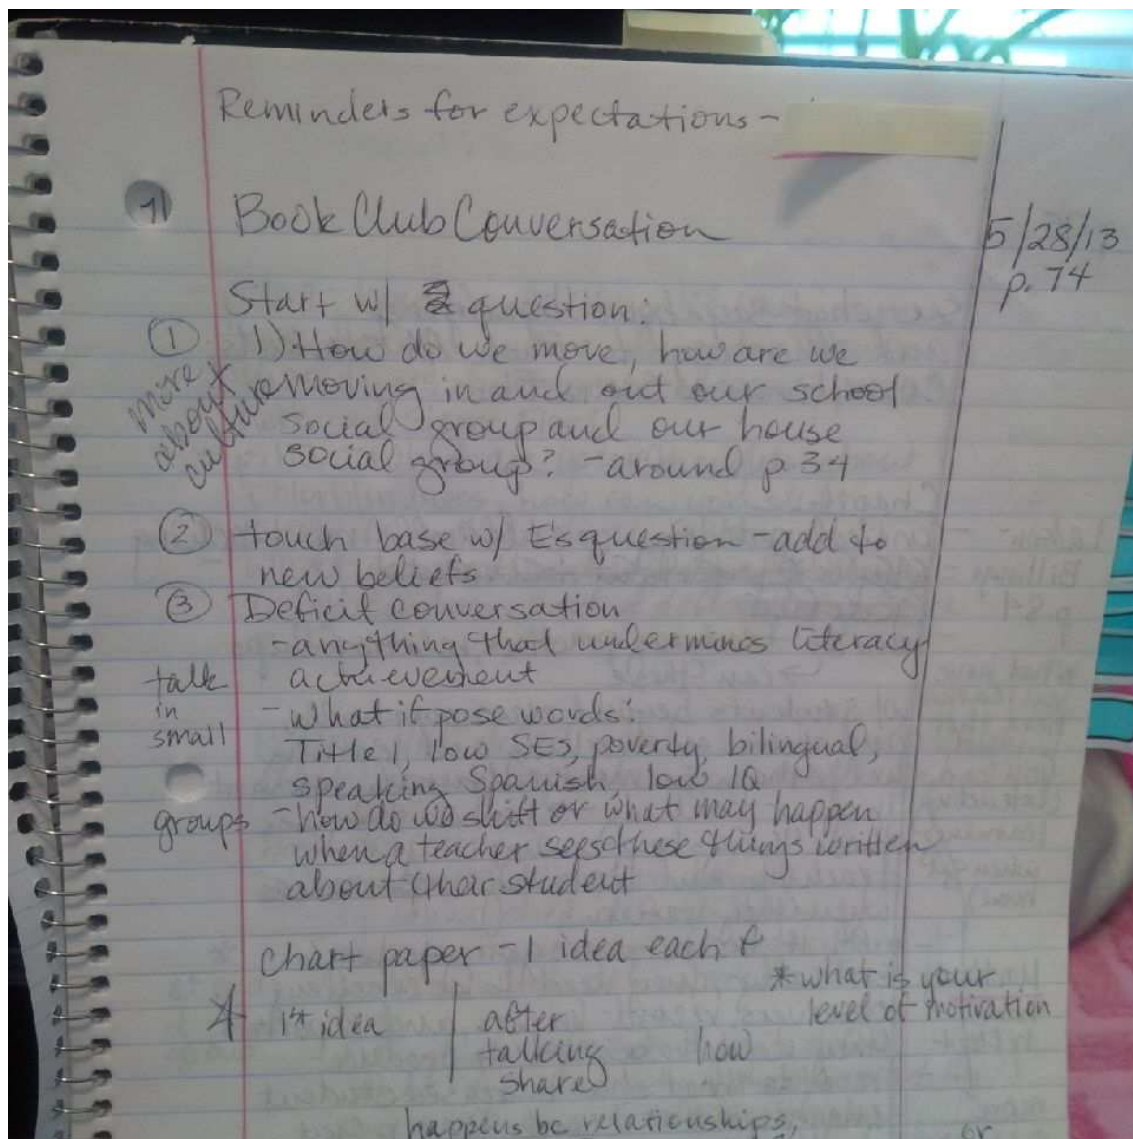 Reminders for expectations -
Book Club Conversation
5/28/13
p. 74
Start w/ question:
① 1) How do we move, how are we
moving in and out our school
social group and our house
social group? - around p 34
more
about
culture
② touch base w/ E's question - add to
new beliefs
③ Deficit conversation
- anything that undermines literacy
achievement
- What if pose words:
Title 1, low SES, poverty, bilingual,
speaking Spanish, low IQ
- how do we shift or what may happen
when a teacher sees these things written
about their student
talk
in
small
groups
chart paper - 1 idea each
* what is your
level of motivation
1st idea | after
talking how
share
happens bc relationships,
or